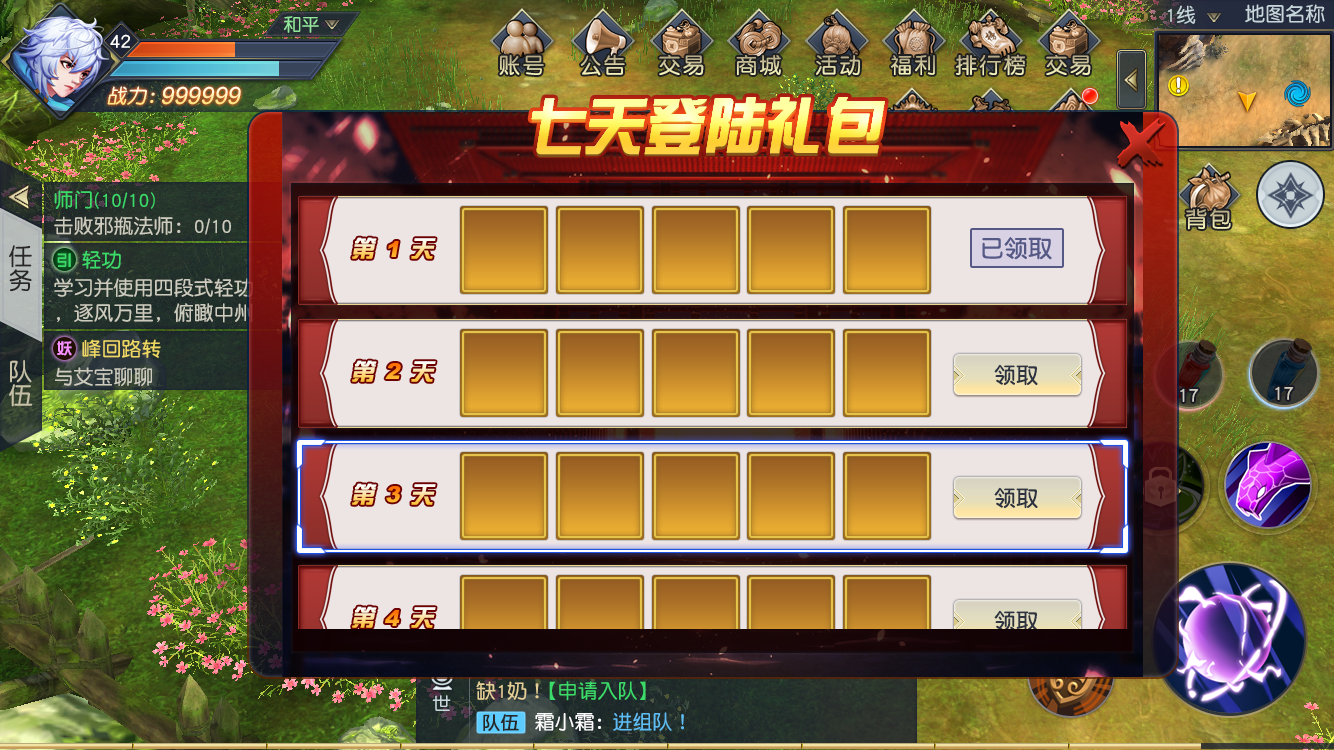 42
和平
战力: 999999
账号
公告
交易
商城
活动
福利
排行榜
交易
1线
地图名称
七天登陆礼包
师门(10/10)
击败邪瓶法师：0/10
引 轻功
学习并使用四段式轻功
，逐风万里，俯瞰中州
妖 峰回路转
与艾宝聊聊
任务
队伍
第1天
已领取
第2天
领取
第3天
领取
第4天
领取
背包
17
17
世
缺1奶！【申请入队】
队伍 霜小霜：进组队！